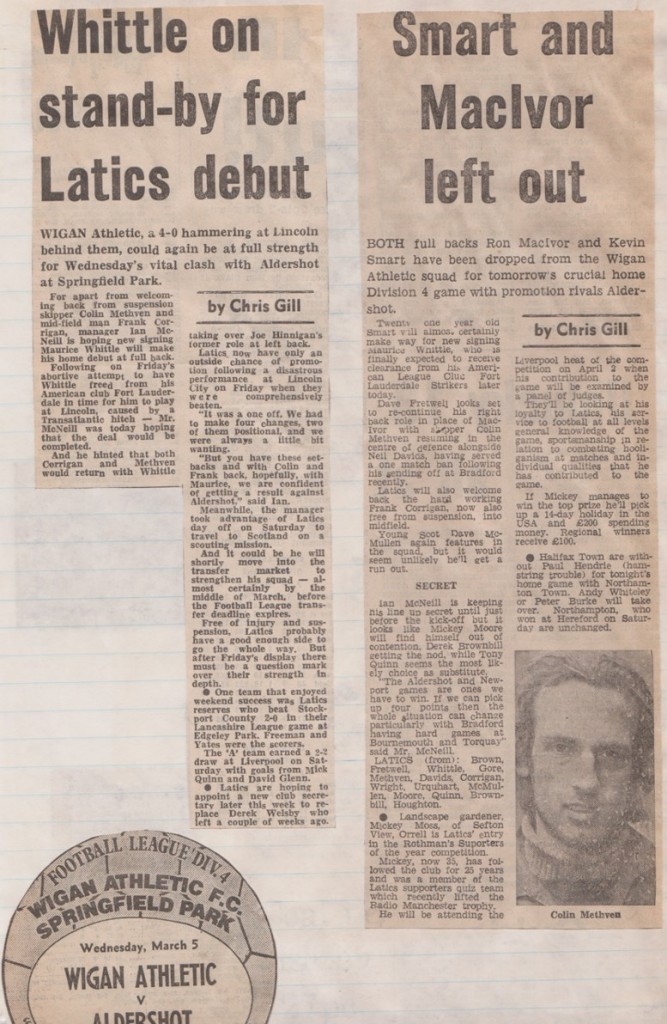 Whittle on
stand-by for
Latics debut
WIGAN Athletic, a 4-0 hammering at Lincoln
behind them, could again be at full strength
for Wednesday's vital clash with Aldershot
at Springfield Park.
For apart from welcom-
ing back from suspension
skipper Colin Methven and
mid-field man Frank Cor-
rigan, manager Ian Mc-
Neill is hoping new signing
Maurice Whittle will make
his home debut at full back.
Following on Friday's
abortive attempt to have
Whittle freed from his
American club Fort Lauder-
dale in time for him to play
at Lincoln, caused by a
Transatlantic hitch — Mr.
McNeill was today hoping
that the deal would be
completed.
And he hinted that both
Corrigan and Methven
would return with Whittle
by Chris Gill
taking over Joe Hinnigan's
former role at left back.
Latics, now have only an
outside chance of promo-
tion following a disastrous
performance at Lincoln
City on Friday when they
were comprehensively
beaten.
"It was a one off. We had
to make four changes, two
of them positional, and we
were always a little bit
wanting.
"But you have these set-
backs and with Colin and
Frank back, hopefully, with
Maurice, we are confident
of getting a result against
Aldershot," said Ian.
Meanwhile, the manager
took advantage of Latics
day off on Saturday to
travel to Scotland on a
scouting mission.
And it could be he will
shortly move into the
transfer market to
strengthen his squad — al-
most certainly by the
middle of March, before
the Football League trans-
fer deadline expires.
Free of injury and sus-
pension, Latics probably
have a good enough side to
go the whole way. But
after Friday's display there
must be a question mark
over their strength in
depth.
● One team that enjoyed
weekend success was Latics
reserves who beat Stock-
port County 2-0 in their
Lancashire League game at
Edgeley Park. Freeman and
Yates were the scorers.
The 'A' team earned a 2-2
draw at Liverpool on Sat-
urday with goals from Mick
Quinn and David Glenn.
● Latics are hoping to
appoint a new club secre-
tary later this week to re-
place Derek Welsby who
left a couple of weeks ago.
Smart and
MacIvor
left out
BOTH full backs Ron MacIvor and Kevin
Smart have been dropped from the Wigan
Athletic squad for tomorrow's crucial home
Division 4 game with promotion rivals Alder-
shot.
Twenty one year old
Smart will almost certainly
make way for new signing
Maurice Whittle, who is
finally expected to receive
clearance from his Ameri-
can League Club Fort
Lauderdale Strikers later
today.
Dave Fretwell looks set
to re-continue his right
back role in place of Mac-
Ivor with skipper Colin
Methven resuming in the
centre of defence alongside
Neil Davids, having served
a one match ban following
his sending off at Bradford
recently.
Latics will also welcome
back the hard working
Frank Corrigan, now also
free from suspension, into
midfield.
Young Scot Dave Mc-
Mullen again features in
the squad, but it would
seem unlikely he'll get a
run out.
SECRET
Ian McNeill is keeping
his line up secret until just
before the kick-off but it
looks like Mickey Moore
will find himself out of
contention, Derek Brownbill
getting the nod, while Tony
Quinn seems the most lik-
ely choice as substitute.
"The Aldershot and New-
port games are ones we
have to win. If we can pick
up four points then the
whole situation can change
particularly with Bradford
having hard games at
Bournemouth and Torquay"
said Mr. McNeill.
LATICS (from): Brown,
Fretwell, Whittle, Gore,
Methven, Davids, Corrigan,
Wright, Urquhart, McMul-
len, Moore, Quinn, Brown-
bill, Houghton.
● Landscape gardener,
Mickey Moss, of Sefton
View, Orrell is Latics' entry
in the Rothman's Suporters
of the year competition.
Mickey, now 35, has fol-
lowed the club for 25 years
and was a member of the
Latics supporters quiz team
which recently lifted the
Radio Manchester trophy.
He will be attending the
by Chris Gill
Liverpool heat of the com-
petition on April 2 when
his contribution to the
game will be examined by
a panel of judges.
They'll be looking at his
loyalty to Latics, his ser-
vice to football at all levels
general knowledge of the
game, sportsmanship in re-
lation to combating hooli-
ganism at matches and in-
dividual qualities that he
has contributed to the
game.
If Mickey manages to
win the top prize he'll pick
up a 14-day holiday in the
USA and £200 spending
money. Regional winners
receive £100.
● Halifax Town are with-
out Paul Hendrie (ham-
string trouble) for tonight's
home game with Northam-
ton Town. Andy Whiteley
or Peter Burke will take
over. Northampton, who
won at Hereford on Satur-
day are unchanged.
Colin Methven
FOOTBALL LEAGUE DIV.4
WIGAN ATHLETIC F.C.
SPRINGFIELD PARK
Wednesday, March 5
WIGAN ATHLETIC
v
ALDERSHOT